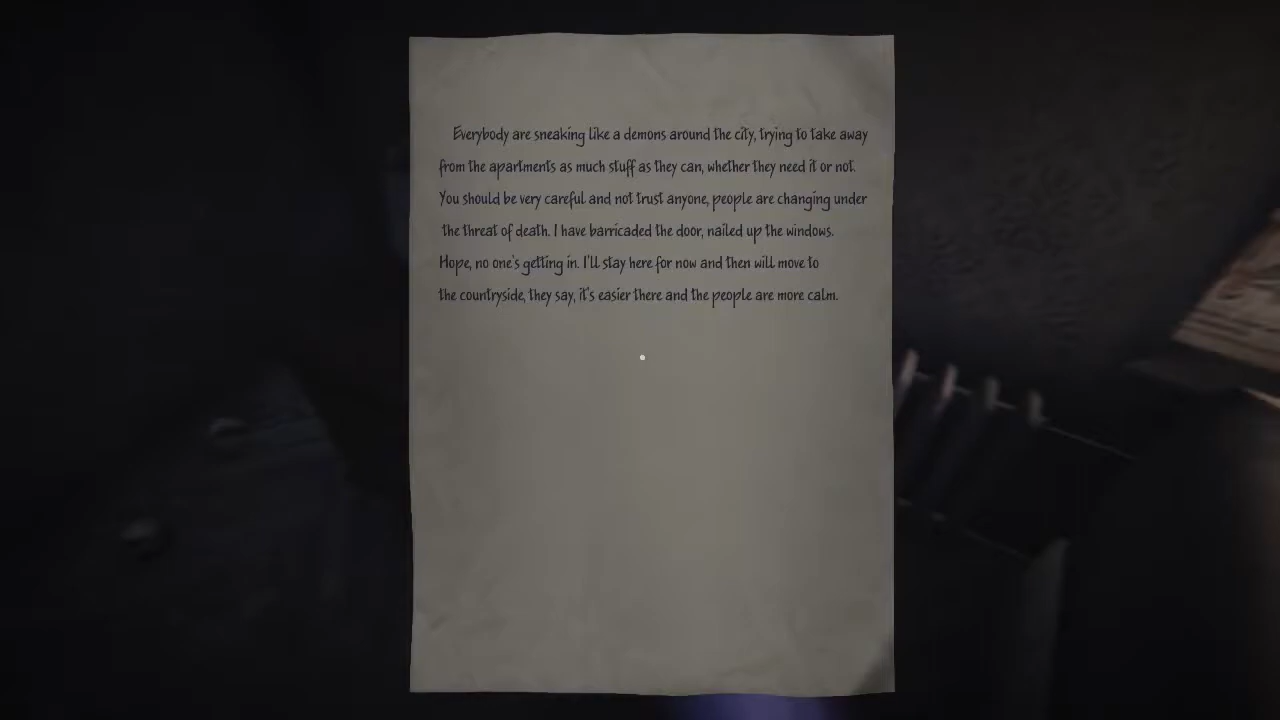 Everybody are sneaking like a demons around the city, trying to take away
from the apartments as much stuff as they can, whether they need it or not.
You should be very careful and not trust anyone, people are changing under
the threat of death. I have barricaded the door, nailed up the windows.
Hope, no one's getting in. I'll stay here for now and then will move to
the countryside, they say, it's easier there and the people are more calm.